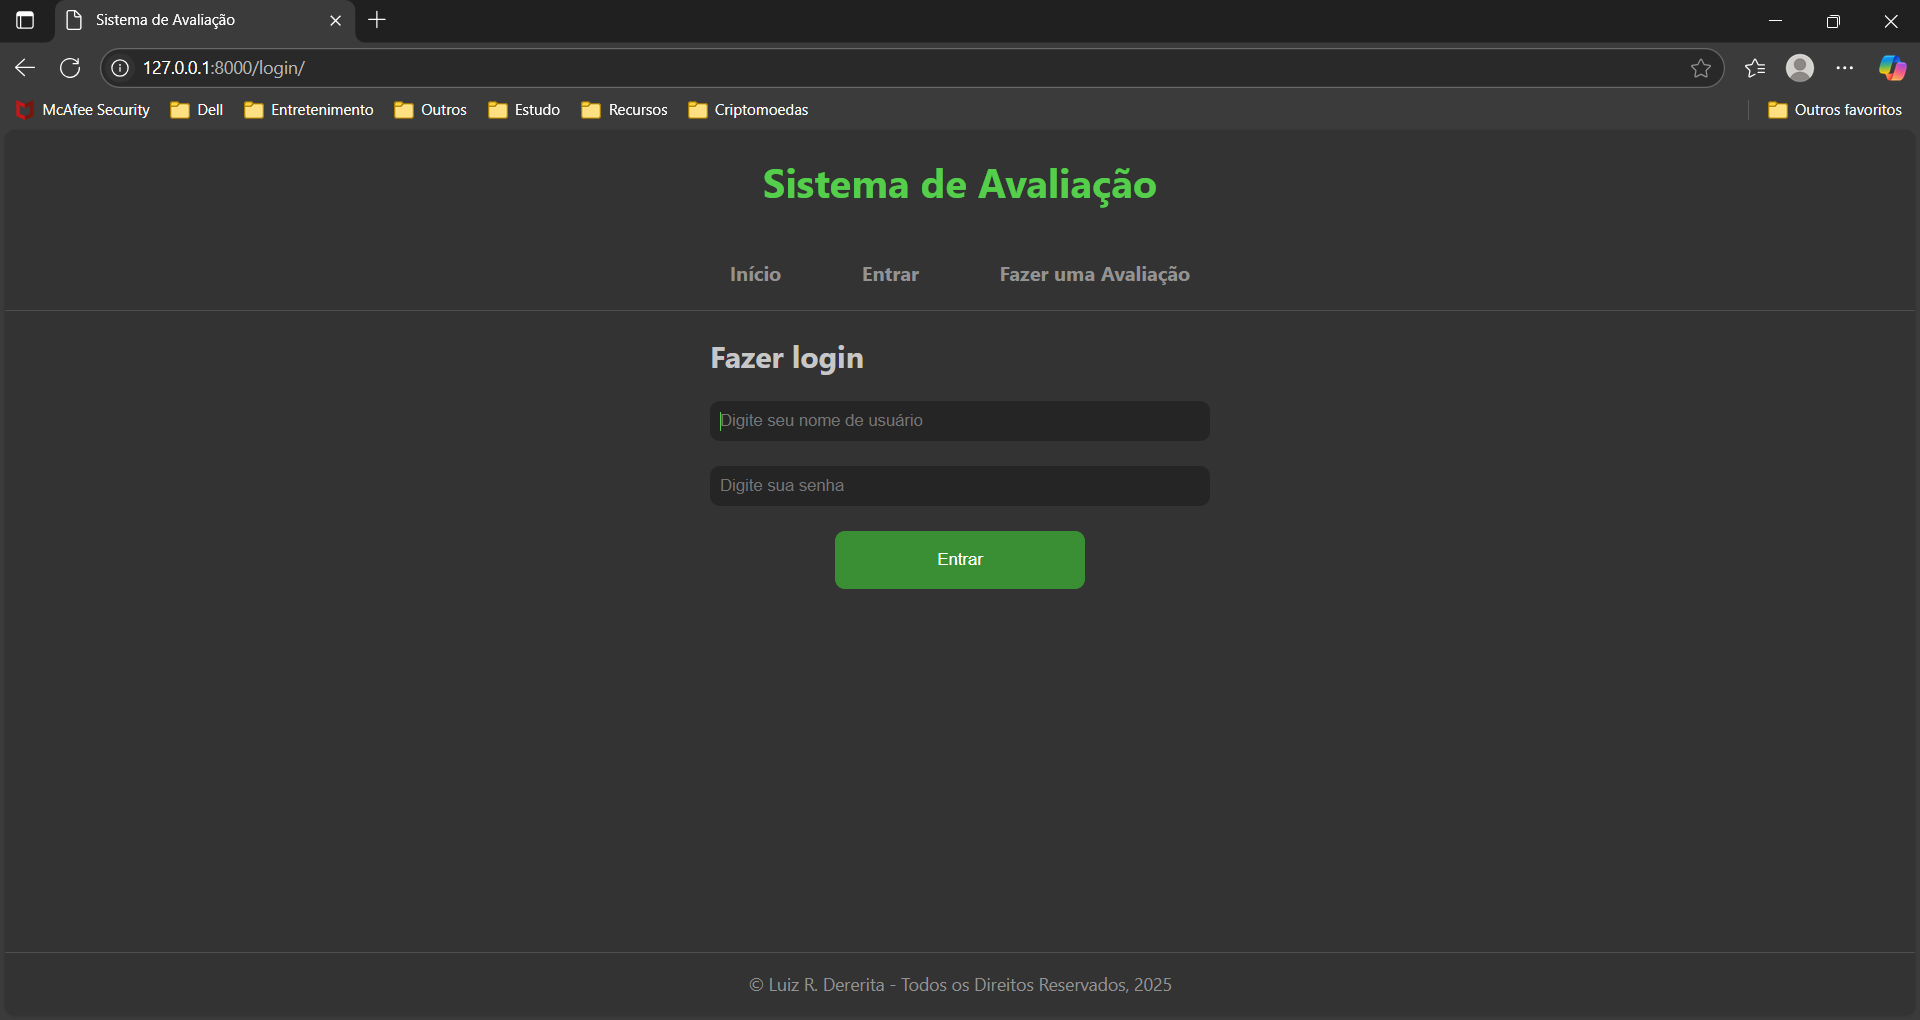 Sistema de Avaliação
127.0.0.1:8000/login/
McAfee Security Dell Entretenimento Outros Estudo Recursos Criptomoedas Outros favoritos
Sistema de Avaliação
Início Entrar Fazer uma Avaliação
Fazer login
Digite seu nome de usuário
Digite sua senha
Entrar
© Luiz R. Dererita - Todos os Direitos Reservados, 2025